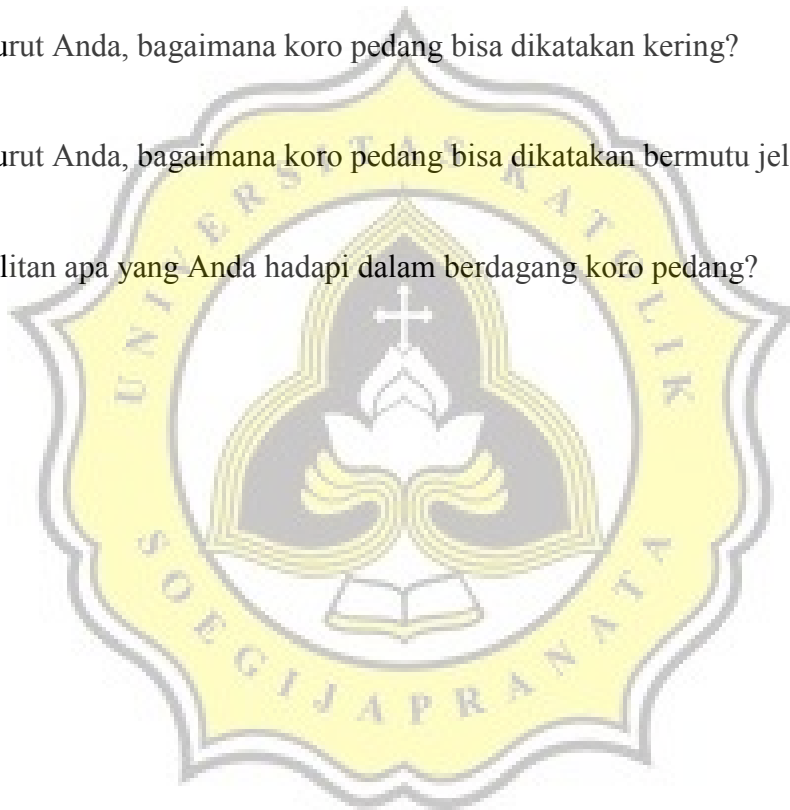 urut Anda, bagaimana koro pedang bisa dikatakan kering?
urut Anda, bagaimana koro pedang bisa dikatakan bermutu jel
litan apa yang Anda hadapi dalam berdagang koro pedang?
UNIVERSITAS KATOLIK
SOEGIJAPRANATA